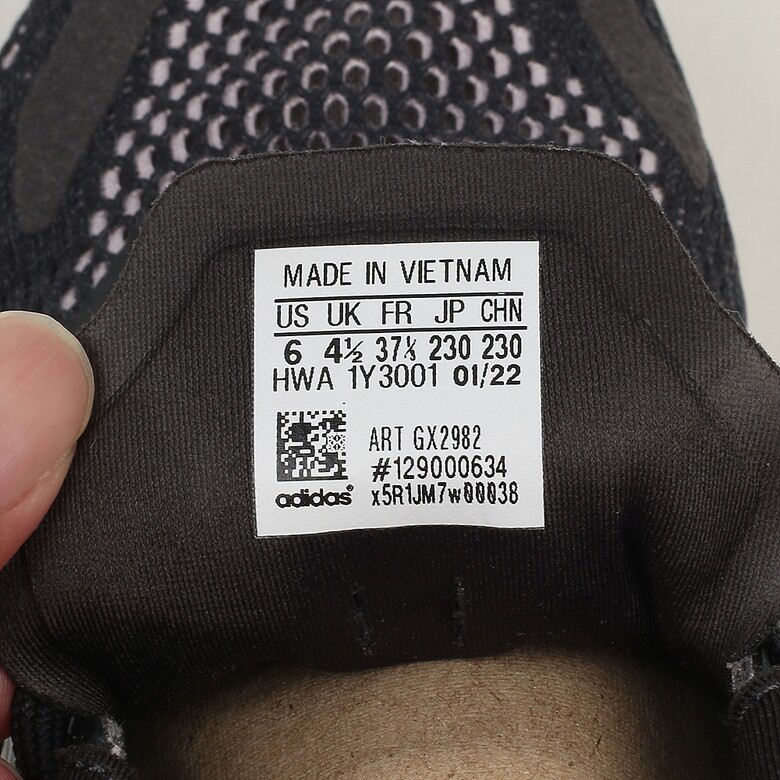 MADE IN VIETNAM
US UK FR JP CHN
6 4½ 37⅓ 230 230
HWA 1Y3001 01/22
ART GX2982
#129000634
adidas® x5R1JM7w00038